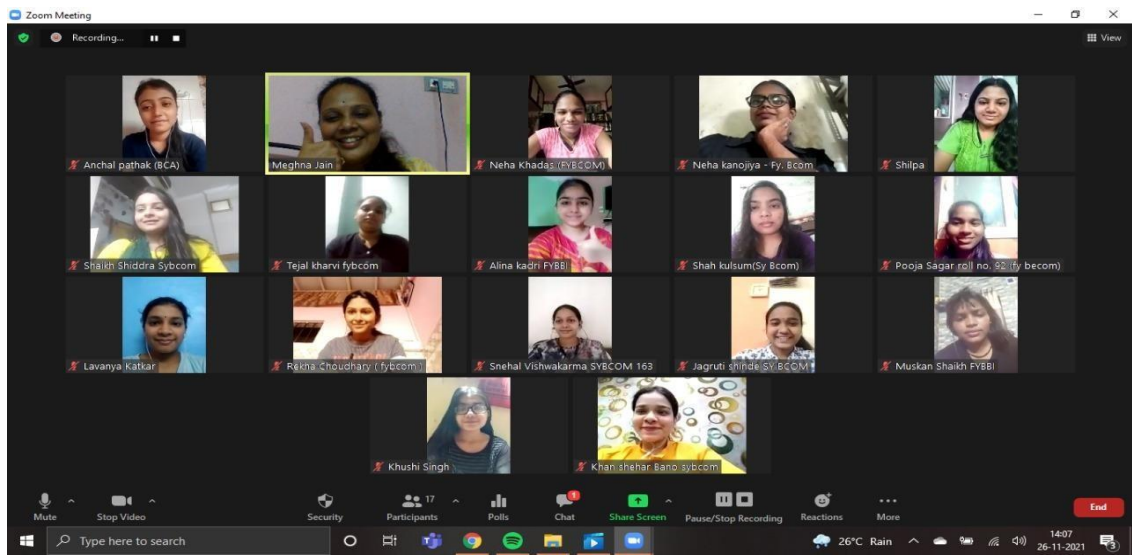 Zoom Meeting
Recording...
View
Anchal pathak (BCA)
Meghna Jain
Neha Khadas (FYBCOM)
Neha kanojiya - Fy. Bcom
Shilpa
Shaikh Shiddra Sybcom
Tejal kharvi fybcom
Alina kadri FYBBI
Shah kulsum(Sy Bcom)
Pooja Sagar roll no. 92 (fy becom)
Lavanya Katkar
Rekha Choudhary ( fybcom )
Snehal Vishwakarma SYBCOM 163
Jagruti shinde SY BCOM
Muskan Shaikh FYBBI
Khushi Singh
Khan shehar Bano sybcom
17
1
Mute
Stop Video
Security
Participants
Polls
Chat
Share Screen
Pause/Stop Recording
Reactions
More
End
Type here to search
26°C Rain
14:07
26-11-2021
3